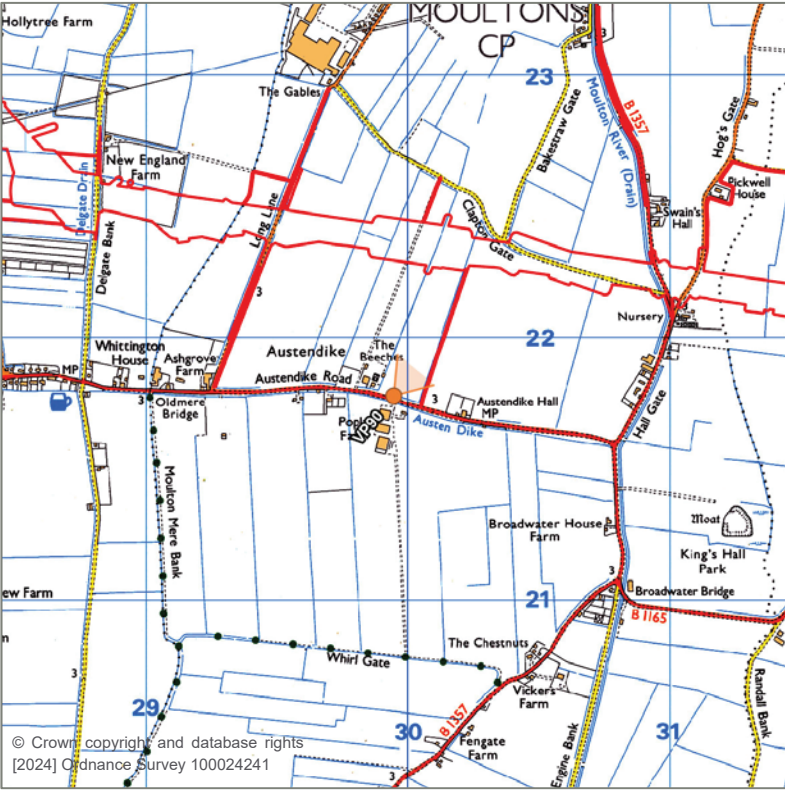 Hollytree Farm
MOULTONS
CP
23
The Gables
B1357
Moulton River (Drain)
Bakestraw Gate
Hog's Gate
New England
Farm
Delgate Drain
Delgate Bank
Long Lane
3
Clapton
Gate
Pickwell
House
Swain's
Hall
3
Nursery
22
Whittington
House
Ashgrove
Farm
MP
Austendike
The
Beeches
Austendike Road
3
Oldmere
Bridge
3
Austendike Hall
MP
Austen Dike
VP80
Hall Gate
Moulton Mere Bank
Broadwater House
Farm
Moat
King's Hall
Park
3
21
Broadwater Bridge
B1165
ew Farm
m
The Chestnuts
Whirl Gate
Vickers
Farm
3
29
30
31
B1357
Fengate
Farm
Engine Bank
Randall Bank
3
© Crown copyright and database rights
[2024] Ordnance Survey 100024241